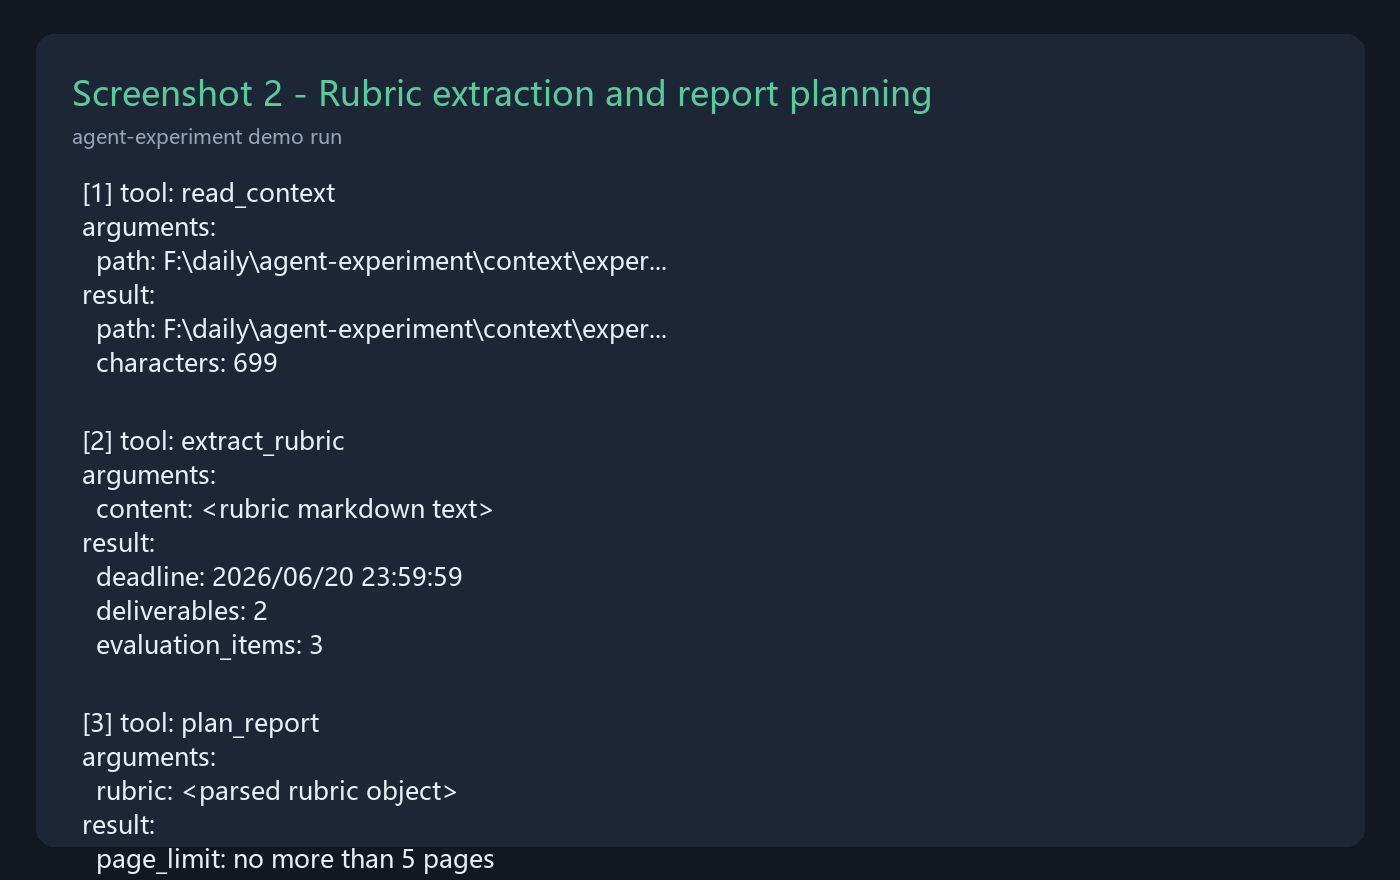 Screenshot 2 - Rubric extraction and report planning
agent-experiment demo run
[1] tool: read_context
arguments:
path: F:\daily\agent-experiment\context\exper...
result:
path: F:\daily\agent-experiment\context\exper...
characters: 699
[2] tool: extract_rubric
arguments:
content: <rubric markdown text>
result:
deadline: 2026/06/20 23:59:59
deliverables: 2
evaluation_items: 3
[3] tool: plan_report
arguments:
rubric: <parsed rubric object>
result:
page_limit: no more than 5 pages